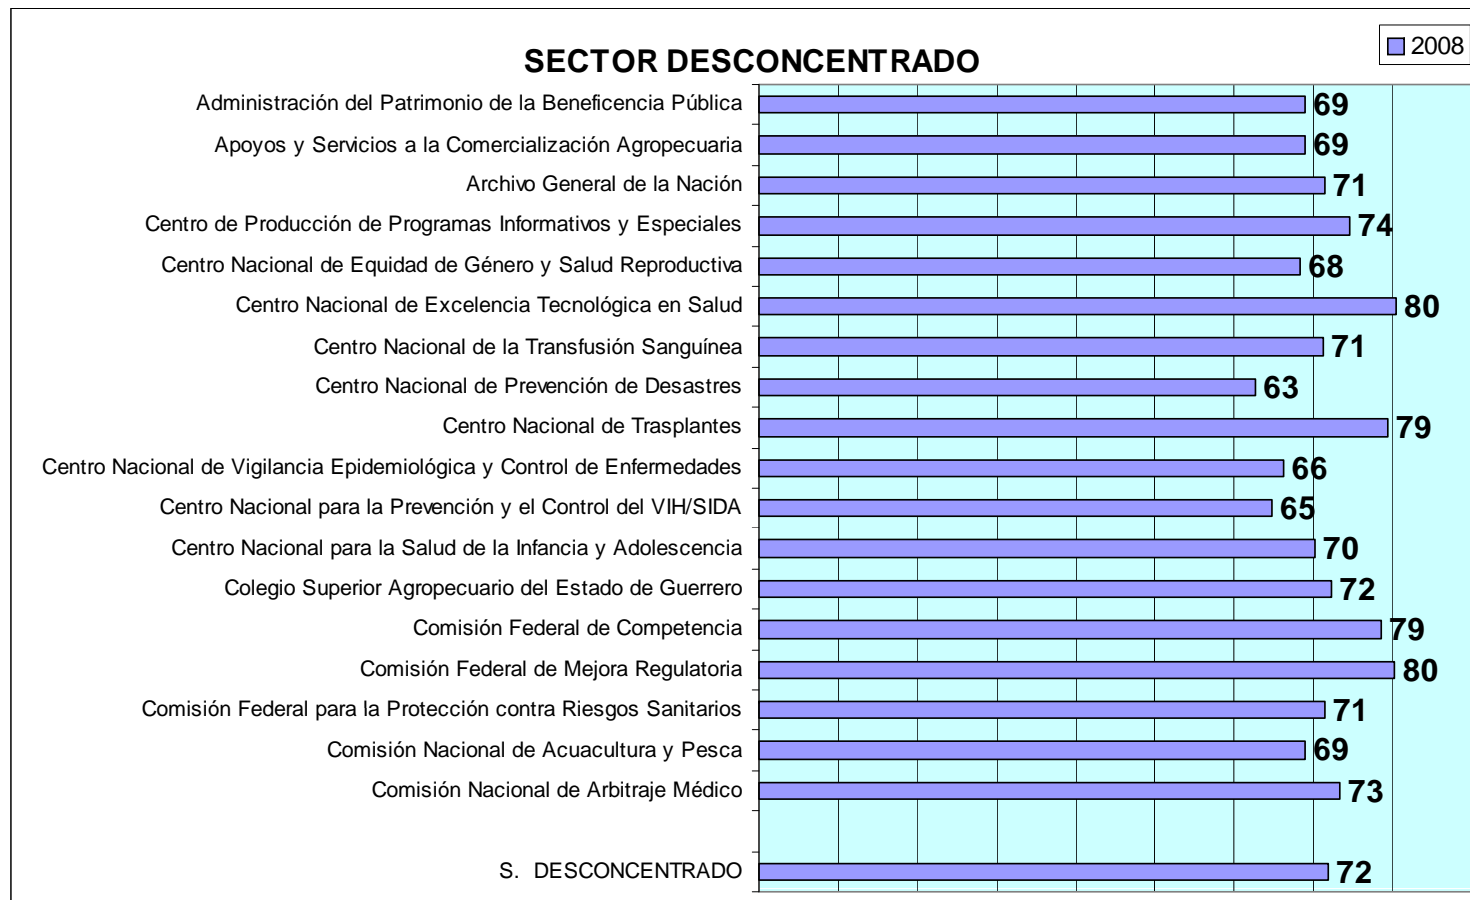 2008
SECTOR DESCONCENTRADO
Administración del Patrimonio de la Beneficencia Pública 69
Apoyos y Servicios a la Comercialización Agropecuaria 69
Archivo General de la Nación 71
Centro de Producción de Programas Informativos y Especiales 74
Centro Nacional de Equidad de Género y Salud Reproductiva 68
Centro Nacional de Excelencia Tecnológica en Salud 80
Centro Nacional de la Transfusión Sanguínea 71
Centro Nacional de Prevención de Desastres 63
Centro Nacional de Trasplantes 79
Centro Nacional de Vigilancia Epidemiológica y Control de Enfermedades 66
Centro Nacional para la Prevención y el Control del VIH/SIDA 65
Centro Nacional para la Salud de la Infancia y Adolescencia 70
Colegio Superior Agropecuario del Estado de Guerrero 72
Comisión Federal de Competencia 79
Comisión Federal de Mejora Regulatoria 80
Comisión Federal para la Protección contra Riesgos Sanitarios 71
Comisión Nacional de Acuacultura y Pesca 69
Comisión Nacional de Arbitraje Médico 73
S. DESCONCENTRADO 72